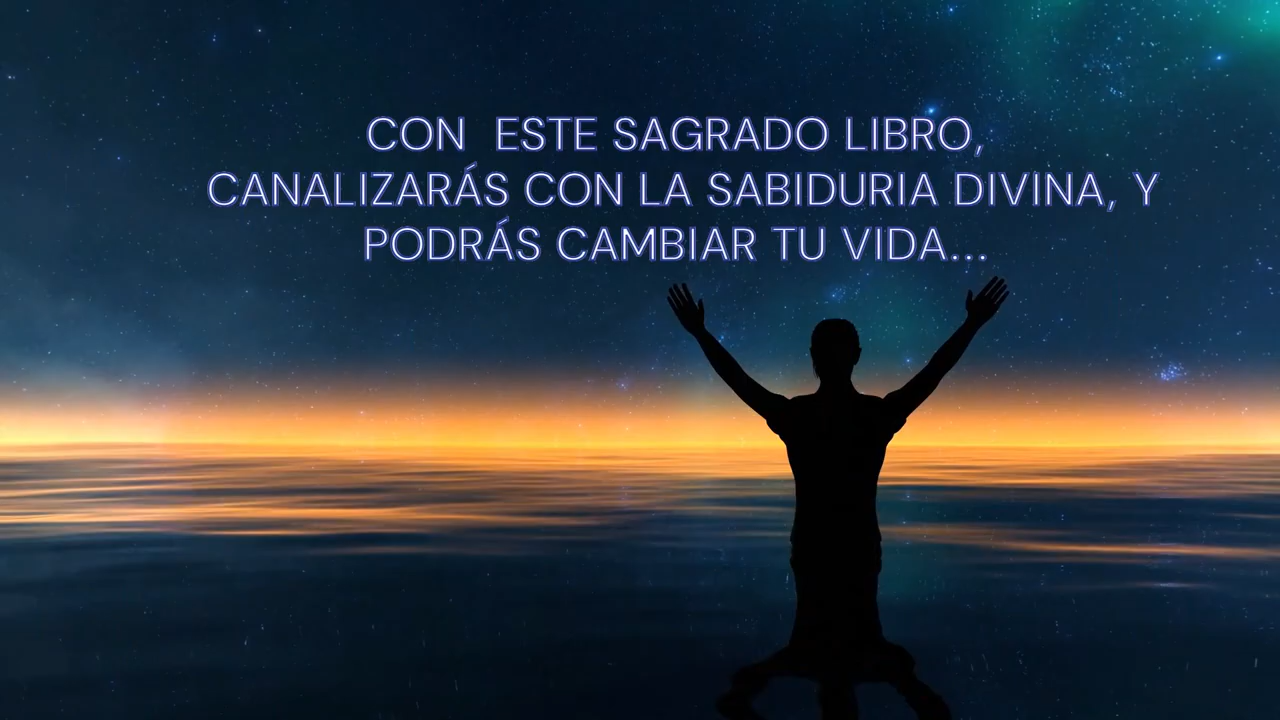 CON ESTE SAGRADO LIBRO,
CANALIZARÁS CON LA SABIDURIA DIVINA, Y
PODRÁS CAMBIAR TU VIDA...